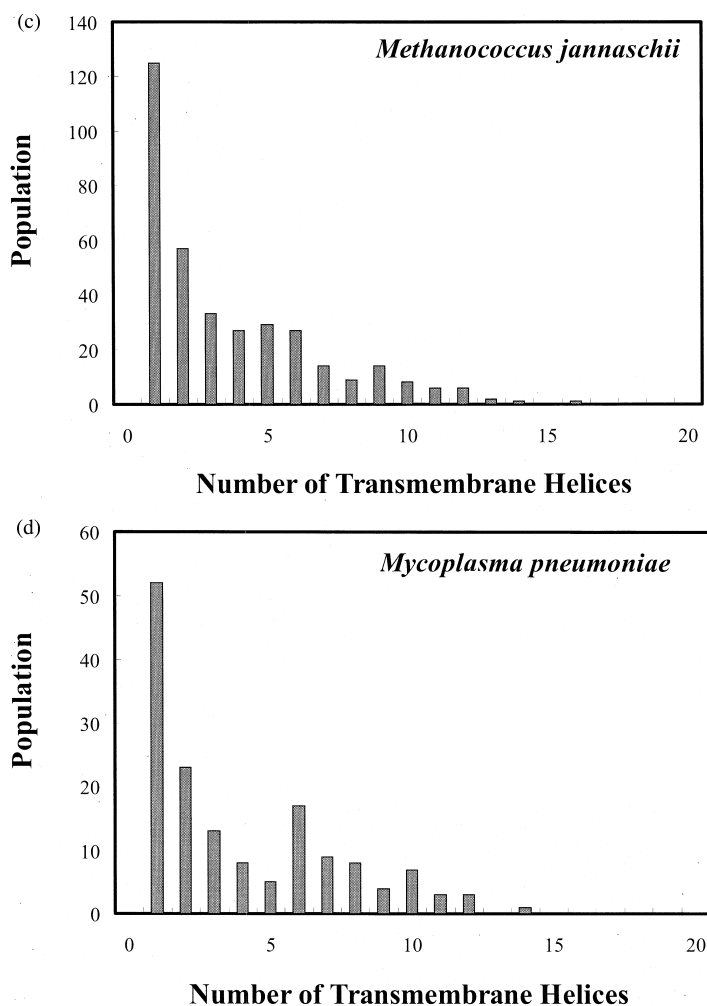 (c)
Methanococcus jannaschii
140
120
100
80
60
40
20
0
Population
0 5 10 15 20
Number of Transmembrane Helices
(d)
Mycoplasma pneumoniae
60
50
40
30
20
10
0
Population
0 5 10 15 20
Number of Transmembrane Helices